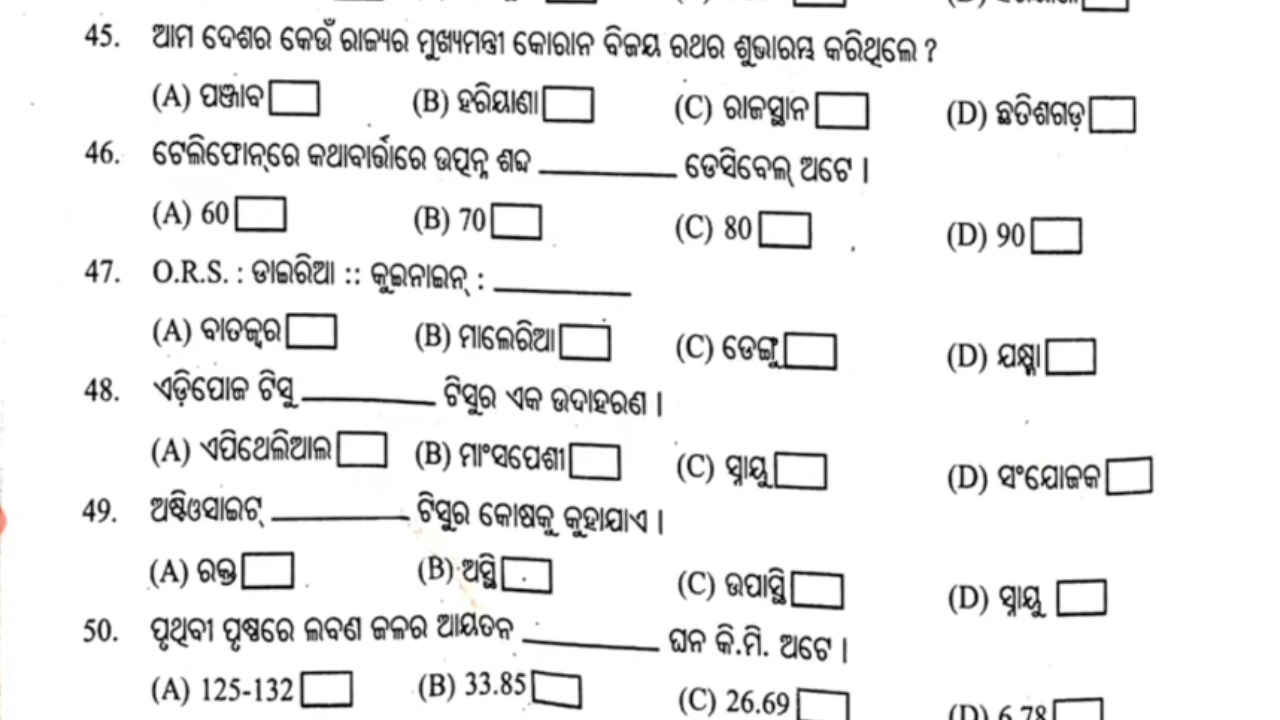 45. ଆମ ଦେଶର କେଉଁ ରାଜ୍ୟର ମୁଖ୍ୟମନ୍ତ୍ରୀ କୋରାନ ବିଜୟ ରଥର ଶୁଭାରମ୍ଭ କରିଥିଲେ ?
(A) ପଞ୍ଜାବ (B) ହରିୟାଣା (C) ରାଜସ୍ଥାନ (D) ଛତିଶଗଡ଼
46. ଟେଲିଫୋନ୍‌ରେ କଥାବାର୍ତ୍ତାରେ ଉତ୍ପନ୍ନ ଶବ୍ଦ ________ ଡେସିବେଲ୍ ଅଟେ ।
(A) 60 (B) 70 (C) 80 (D) 90
47. O.R.S. : ଡାଇରିଆ :: କୁଇନାଇନ୍ : ________
(A) ବାତଜ୍ୱର (B) ମାଲେରିଆ (C) ଡେଙ୍ଗୁ (D) ଯକ୍ଷ୍ମା
48. ଏଡ଼ିପୋଜ ଟିସୁ ________ ଟିସୁର ଏକ ଉଦାହରଣ ।
(A) ଏପିଥେଲିଆଲ (B) ମାଂସପେଶୀ (C) ସ୍ନାୟୁ (D) ସଂଯୋଜକ
49. ଅଷ୍ଟିଓସାଇଟ୍ ________ ଟିସୁର କୋଷକୁ କୁହାଯାଏ ।
(A) ରକ୍ତ (B) ଅସ୍ଥି (C) ଉପାସ୍ଥି (D) ସ୍ନାୟୁ
50. ପୃଥିବୀ ପୃଷ୍ଠରେ ଲବଣ ଜଳର ଆୟତନ ________ ଘନ କି.ମି. ଅଟେ ।
(A) 125-132 (B) 33.85 (C) 26.69 (D) 6.78